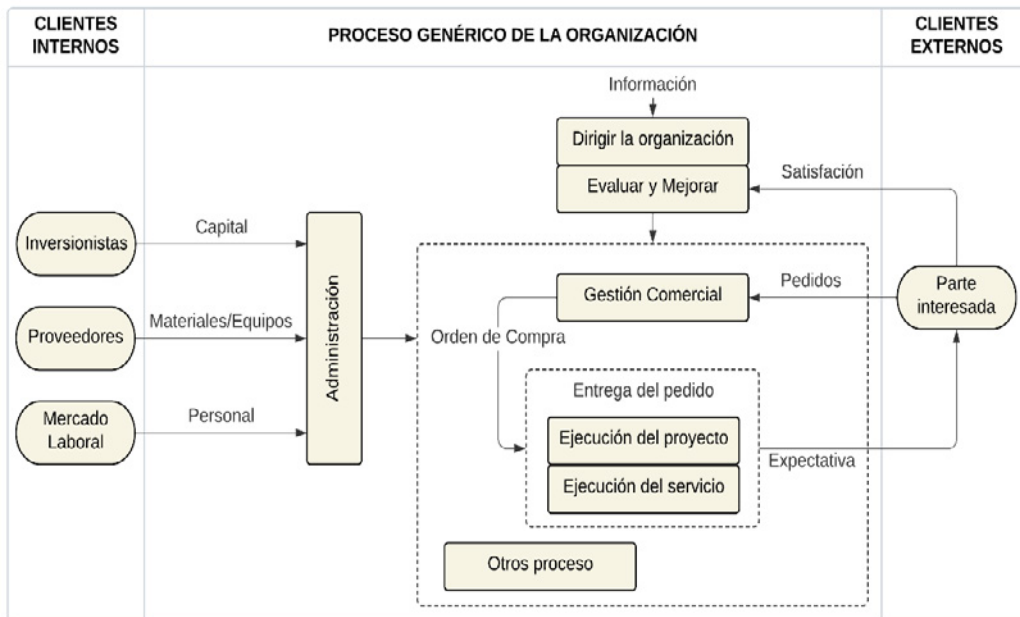 CLIENTES
INTERNOS
PROCESO GENÉRICO DE LA ORGANIZACIÓN
CLIENTES
EXTERNOS
Información
Dirigir la organización
Evaluar y Mejorar
Satisfacción
Inversionistas
Capital
Proveedores
Materiales/Equipos
Mercado
Laboral
Personal
Administración
Gestión Comercial
Pedidos
Parte
interesada
Orden de Compra
Entrega del pedido
Ejecución del proyecto
Ejecución del servicio
Expectativa
Otros proceso